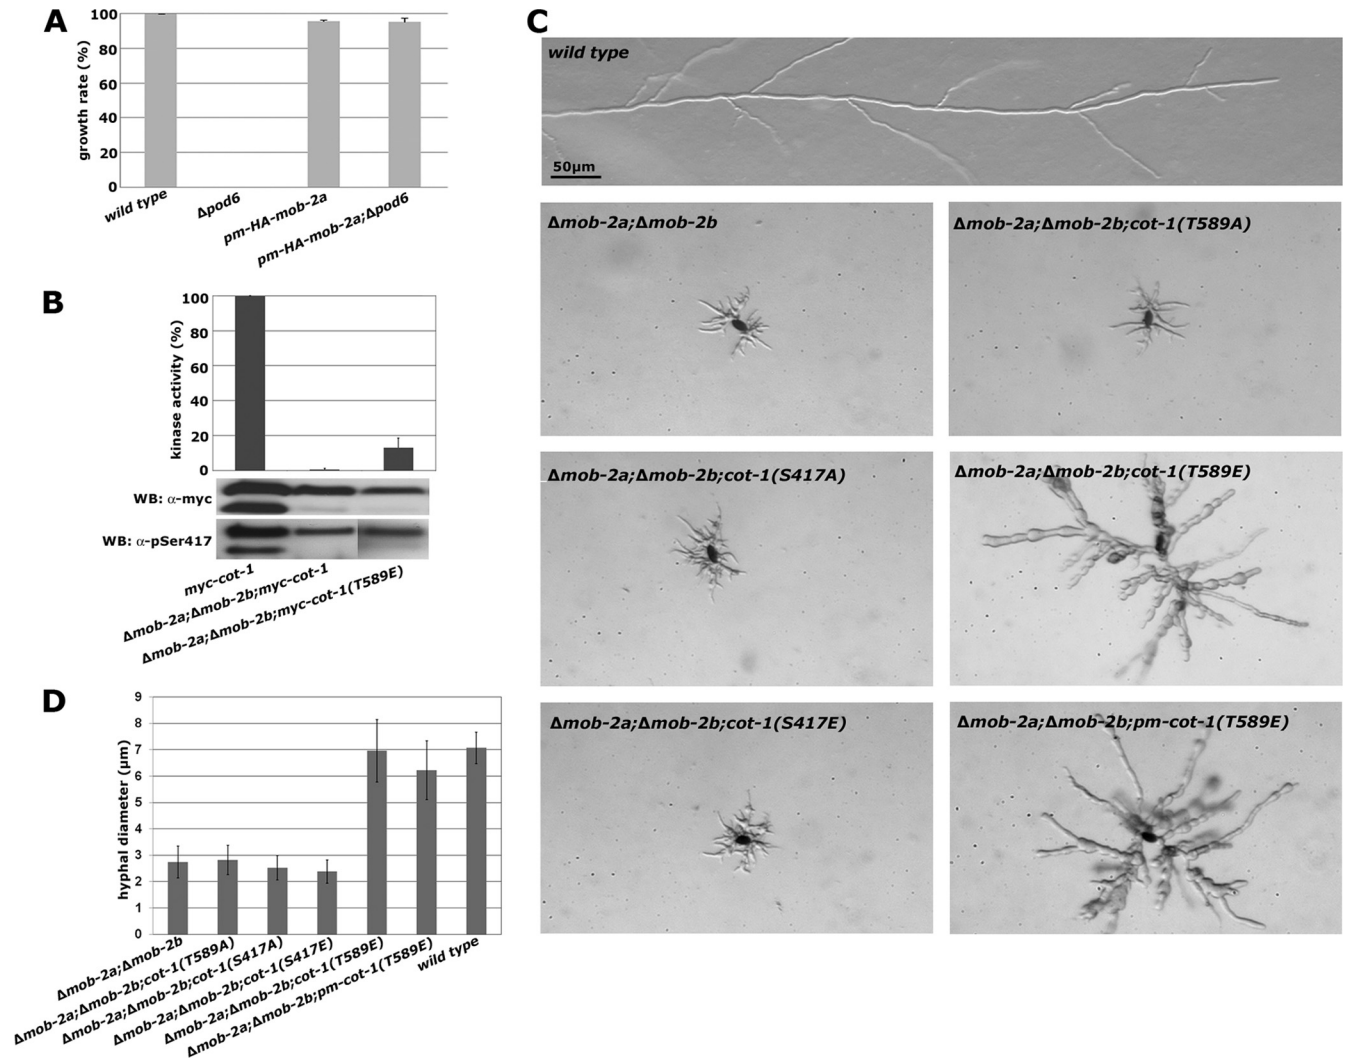 A
growth rate (%)
100
80
60
40
20
0
wild type
Δpod6
pm-HA-mob-2a
pm-HA-mob-2a;Δpod6
B
kinase activity (%)
100
80
60
40
20
0
WB: α-myc
WB: α-pSer417
myc-cot-1
Δmob-2a;Δmob-2b;myc-cot-1
Δmob-2a;Δmob-2b;myc-cot-1(T589E)
C
wild type
50µm
Δmob-2a;Δmob-2b
Δmob-2a;Δmob-2b;cot-1(T589A)
Δmob-2a;Δmob-2b;cot-1(S417A)
Δmob-2a;Δmob-2b;cot-1(T589E)
Δmob-2a;Δmob-2b;cot-1(S417E)
Δmob-2a;Δmob-2b;pm-cot-1(T589E)
D
hyphal diameter (µm)
9
8
7
6
5
4
3
2
1
0
Δmob-2a;Δmob-2b
Δmob-2a;Δmob-2b;cot-1(T589A)
Δmob-2a;Δmob-2b;cot-1(S417A)
Δmob-2a;Δmob-2b;cot-1(S417E)
Δmob-2a;Δmob-2b;cot-1(T589E)
Δmob-2a;Δmob-2b;pm-cot-1(T589E)
wild type